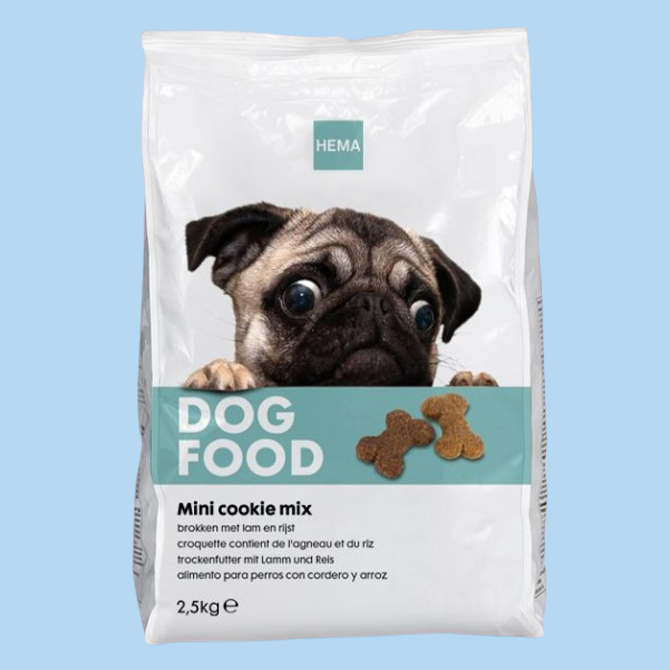 HEMA
DOG
FOOD
Mini cookie mix
brokken met lam en rijst
croquette contient de l'agneau et du riz
trockenfutter mit Lamm und Reis
alimento para perros con cordero y arroz
2,5kg ℮